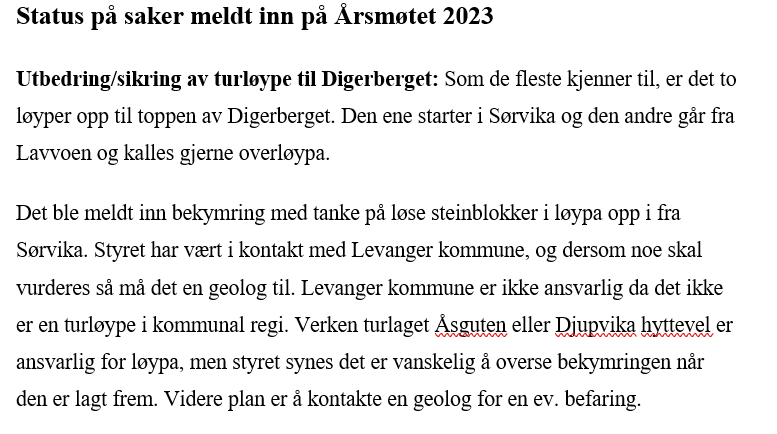 Status på saker meldt inn på Årsmøtet 2023
Utbedring/sikring av turløype til Digerberget: Som de fleste kjenner til, er det to
løyper opp til toppen av Digerberget. Den ene starter i Sørvika og den andre går fra
Lavvoen og kalles gjerne overløypa.
Det ble meldt inn bekymring med tanke på løse steinblokker i løypa opp i fra
Sørvika. Styret har vært i kontakt med Levanger kommune, og dersom noe skal
vurderes så må det en geolog til. Levanger kommune er ikke ansvarlig da det ikke
er en turløype i kommunal regi. Verken turlaget Åsguten eller Djupvika hyttevel er
ansvarlig for løypa, men styret synes det er vanskelig å overse bekymringen når
den er lagt frem. Videre plan er å kontakte en geolog for en ev. befaring.